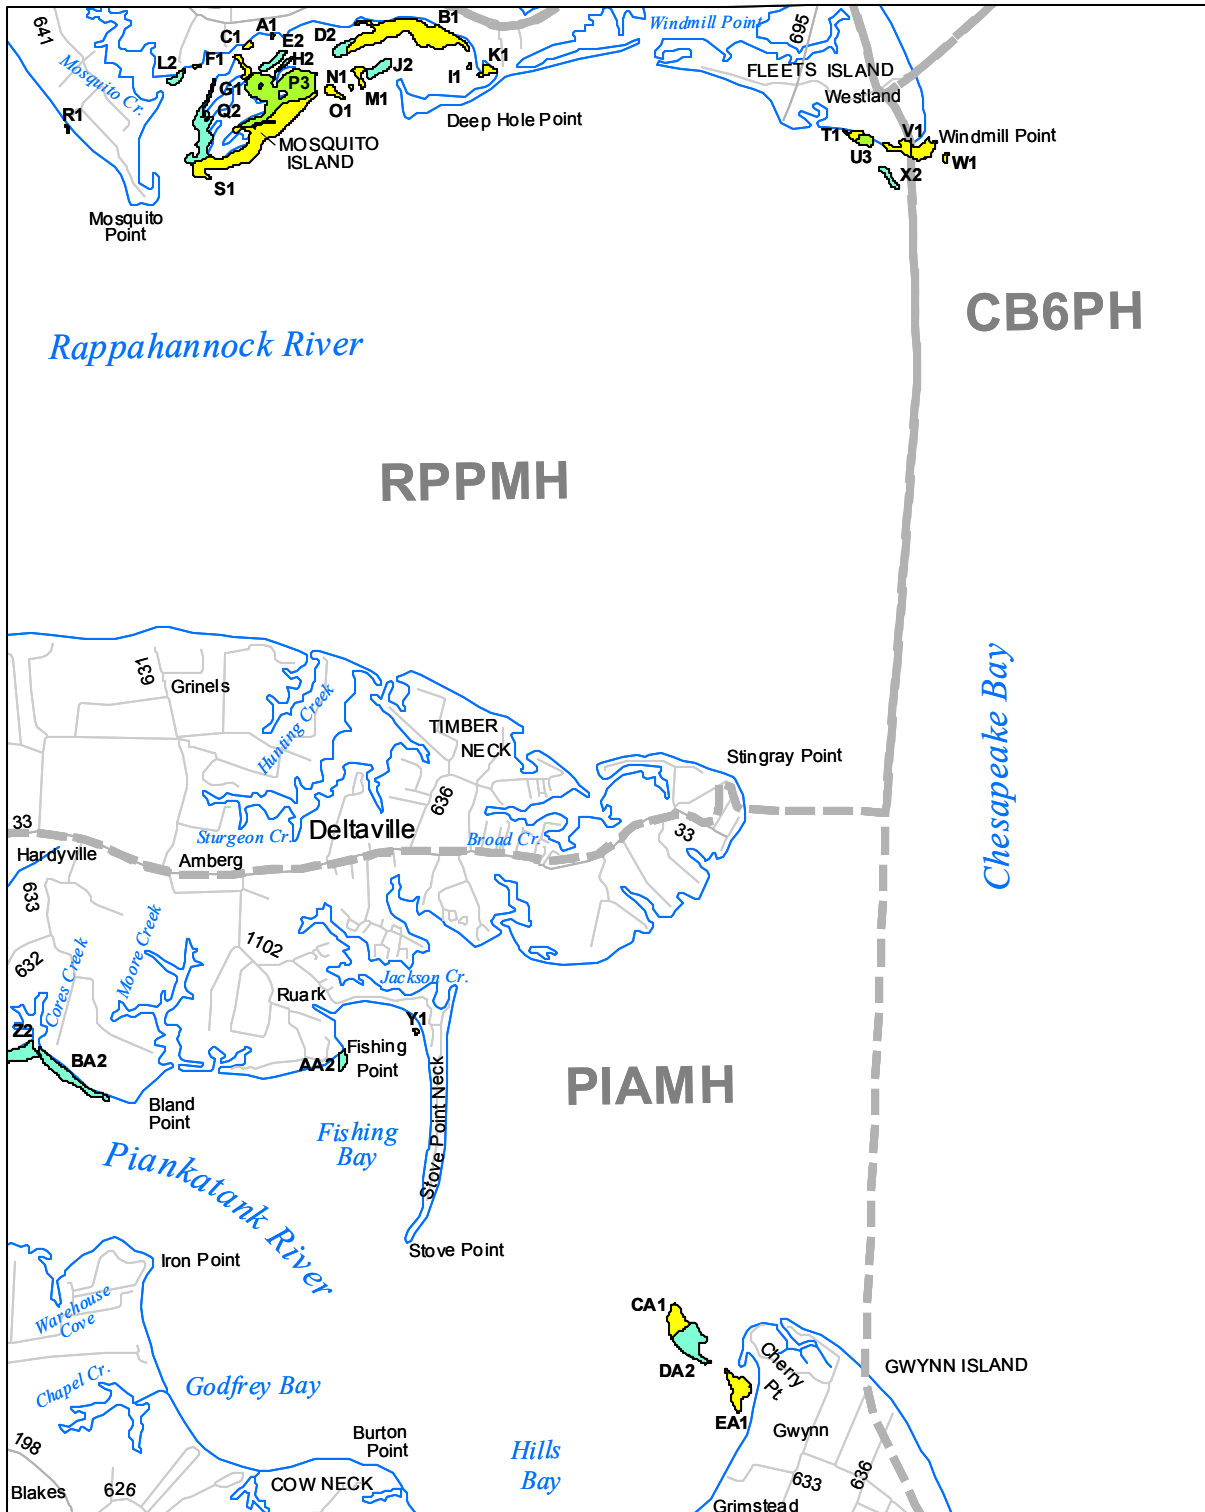 641
A1
B1
C1
D2
E2
Windmill Point
695
L2
F1
H2
K1
J2
I1
FLEETS ISLAND
Mosquito Cr.
G1
P3
N1
M1
Westland
R1
Q2
O1
Deep Hole Point
T1
V1
Windmill Point
MOSQUITO
ISLAND
U3
W1
X2
S1
Mosquito
Point
CB6PH
Rappahannock River
RPPMH
631
Grinels
Hunting Creek
TIMBER
NECK
Stingray Point
Chesapeake Bay
636
33
Sturgeon Cr.
Deltaville
Broad Cr.
33
Hardyville
Amberg
633
Moore Creek
1102
632
Cores Creek
Jackson Cr.
Ruark
Z2
Y1
BA2
AA2
Fishing
Point
PIAMH
Bland
Point
Stove Point Neck
Fishing
Bay
Piankatank River
Stove Point
Iron Point
Warehouse
Cove
CA1
DA2
Cherry
Pt.
GWYNN ISLAND
Chapel Cr.
Godfrey Bay
EA1
Gwynn
198
Burton
Point
Hills
Bay
633
636
Blakes
626
COW NECK
Grimstead